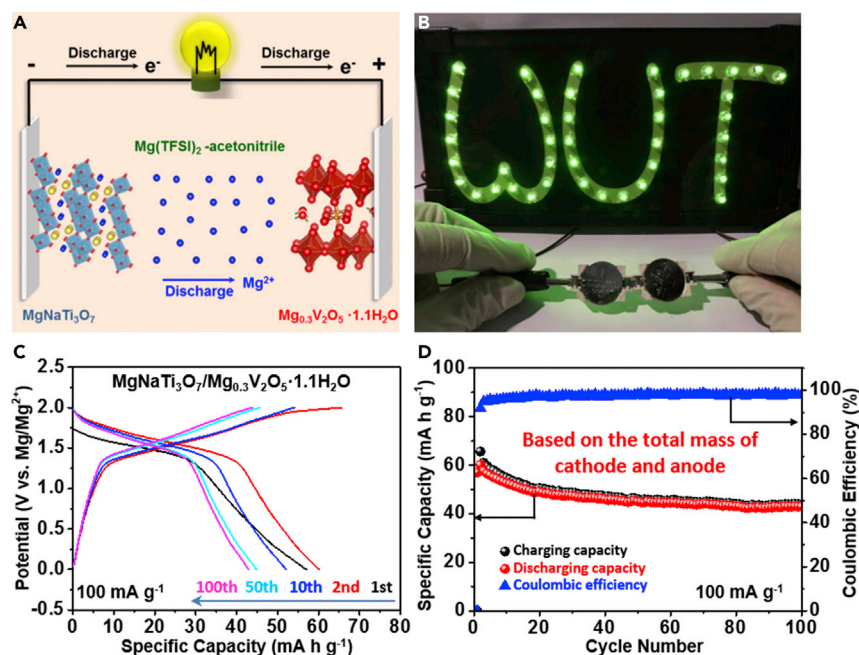 A
Discharge
e⁻
Discharge
e⁻
-
+
Mg(TFSI)₂ -acetonitrile
Discharge
Mg²⁺
MgNaTi₃O₇
Mg₀.₃V₂O₅ ·1.1H₂O
B
WUT
C
MgNaTi₃O₇/Mg₀.₃V₂O₅·1.1H₂O
Potential (V vs. Mg/Mg²⁺)
2.5
2.0
1.5
1.0
0.5
0.0
-0.5
100 mA g⁻¹
100th 50th 10th 2nd 1st
0 10 20 30 40 50 60 70 80
Specific Capacity (mA h g⁻¹)
D
Specific Capacity (mA h g⁻¹)
100
90
80
70
60
50
40
30
20
10
0
Based on the total mass of
cathode and anode
Charging capacity
Discharging capacity
Coulombic efficiency
100 mA g⁻¹
0 20 40 60 80 100
Cycle Number
100
80
60
40
20
0
Coulombic Efficiency (%)